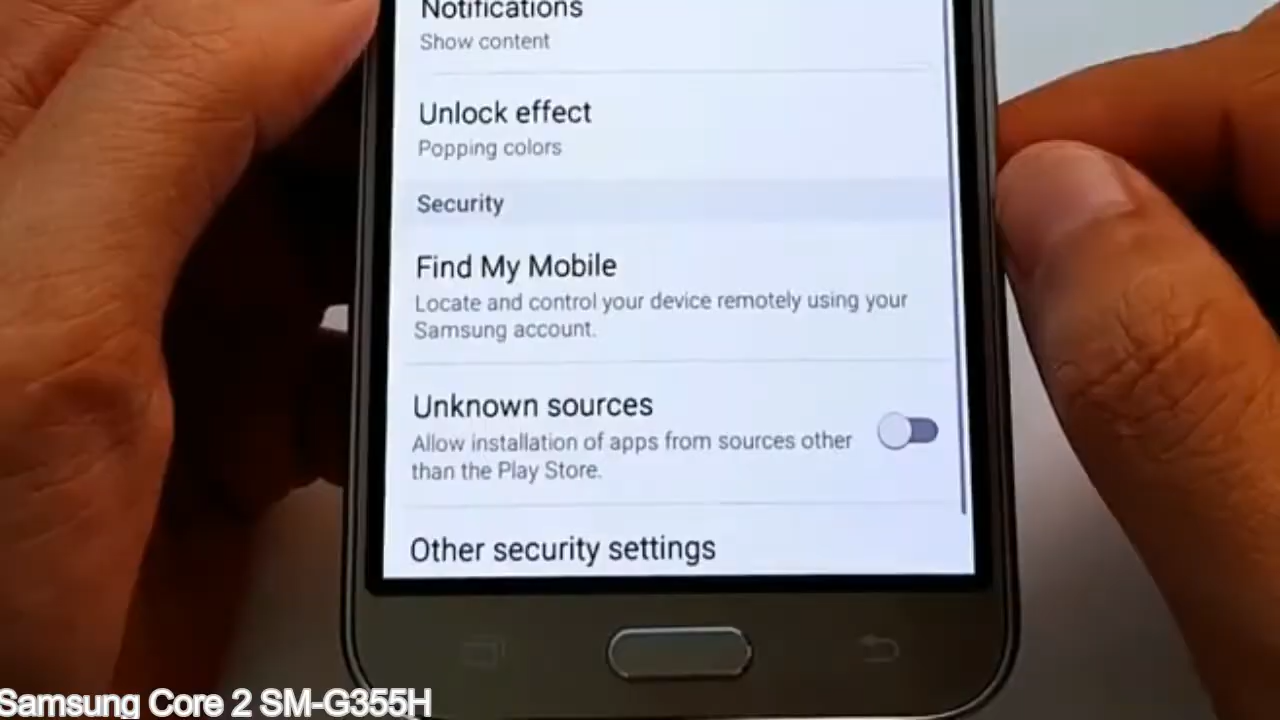 Notifications
Show content
Unlock effect
Popping colors
Security
Find My Mobile
Locate and control your device remotely using your
Samsung account.
Unknown sources
Allow installation of apps from sources other
than the Play Store.
Other security settings
Samsung Core 2 SM-G355H